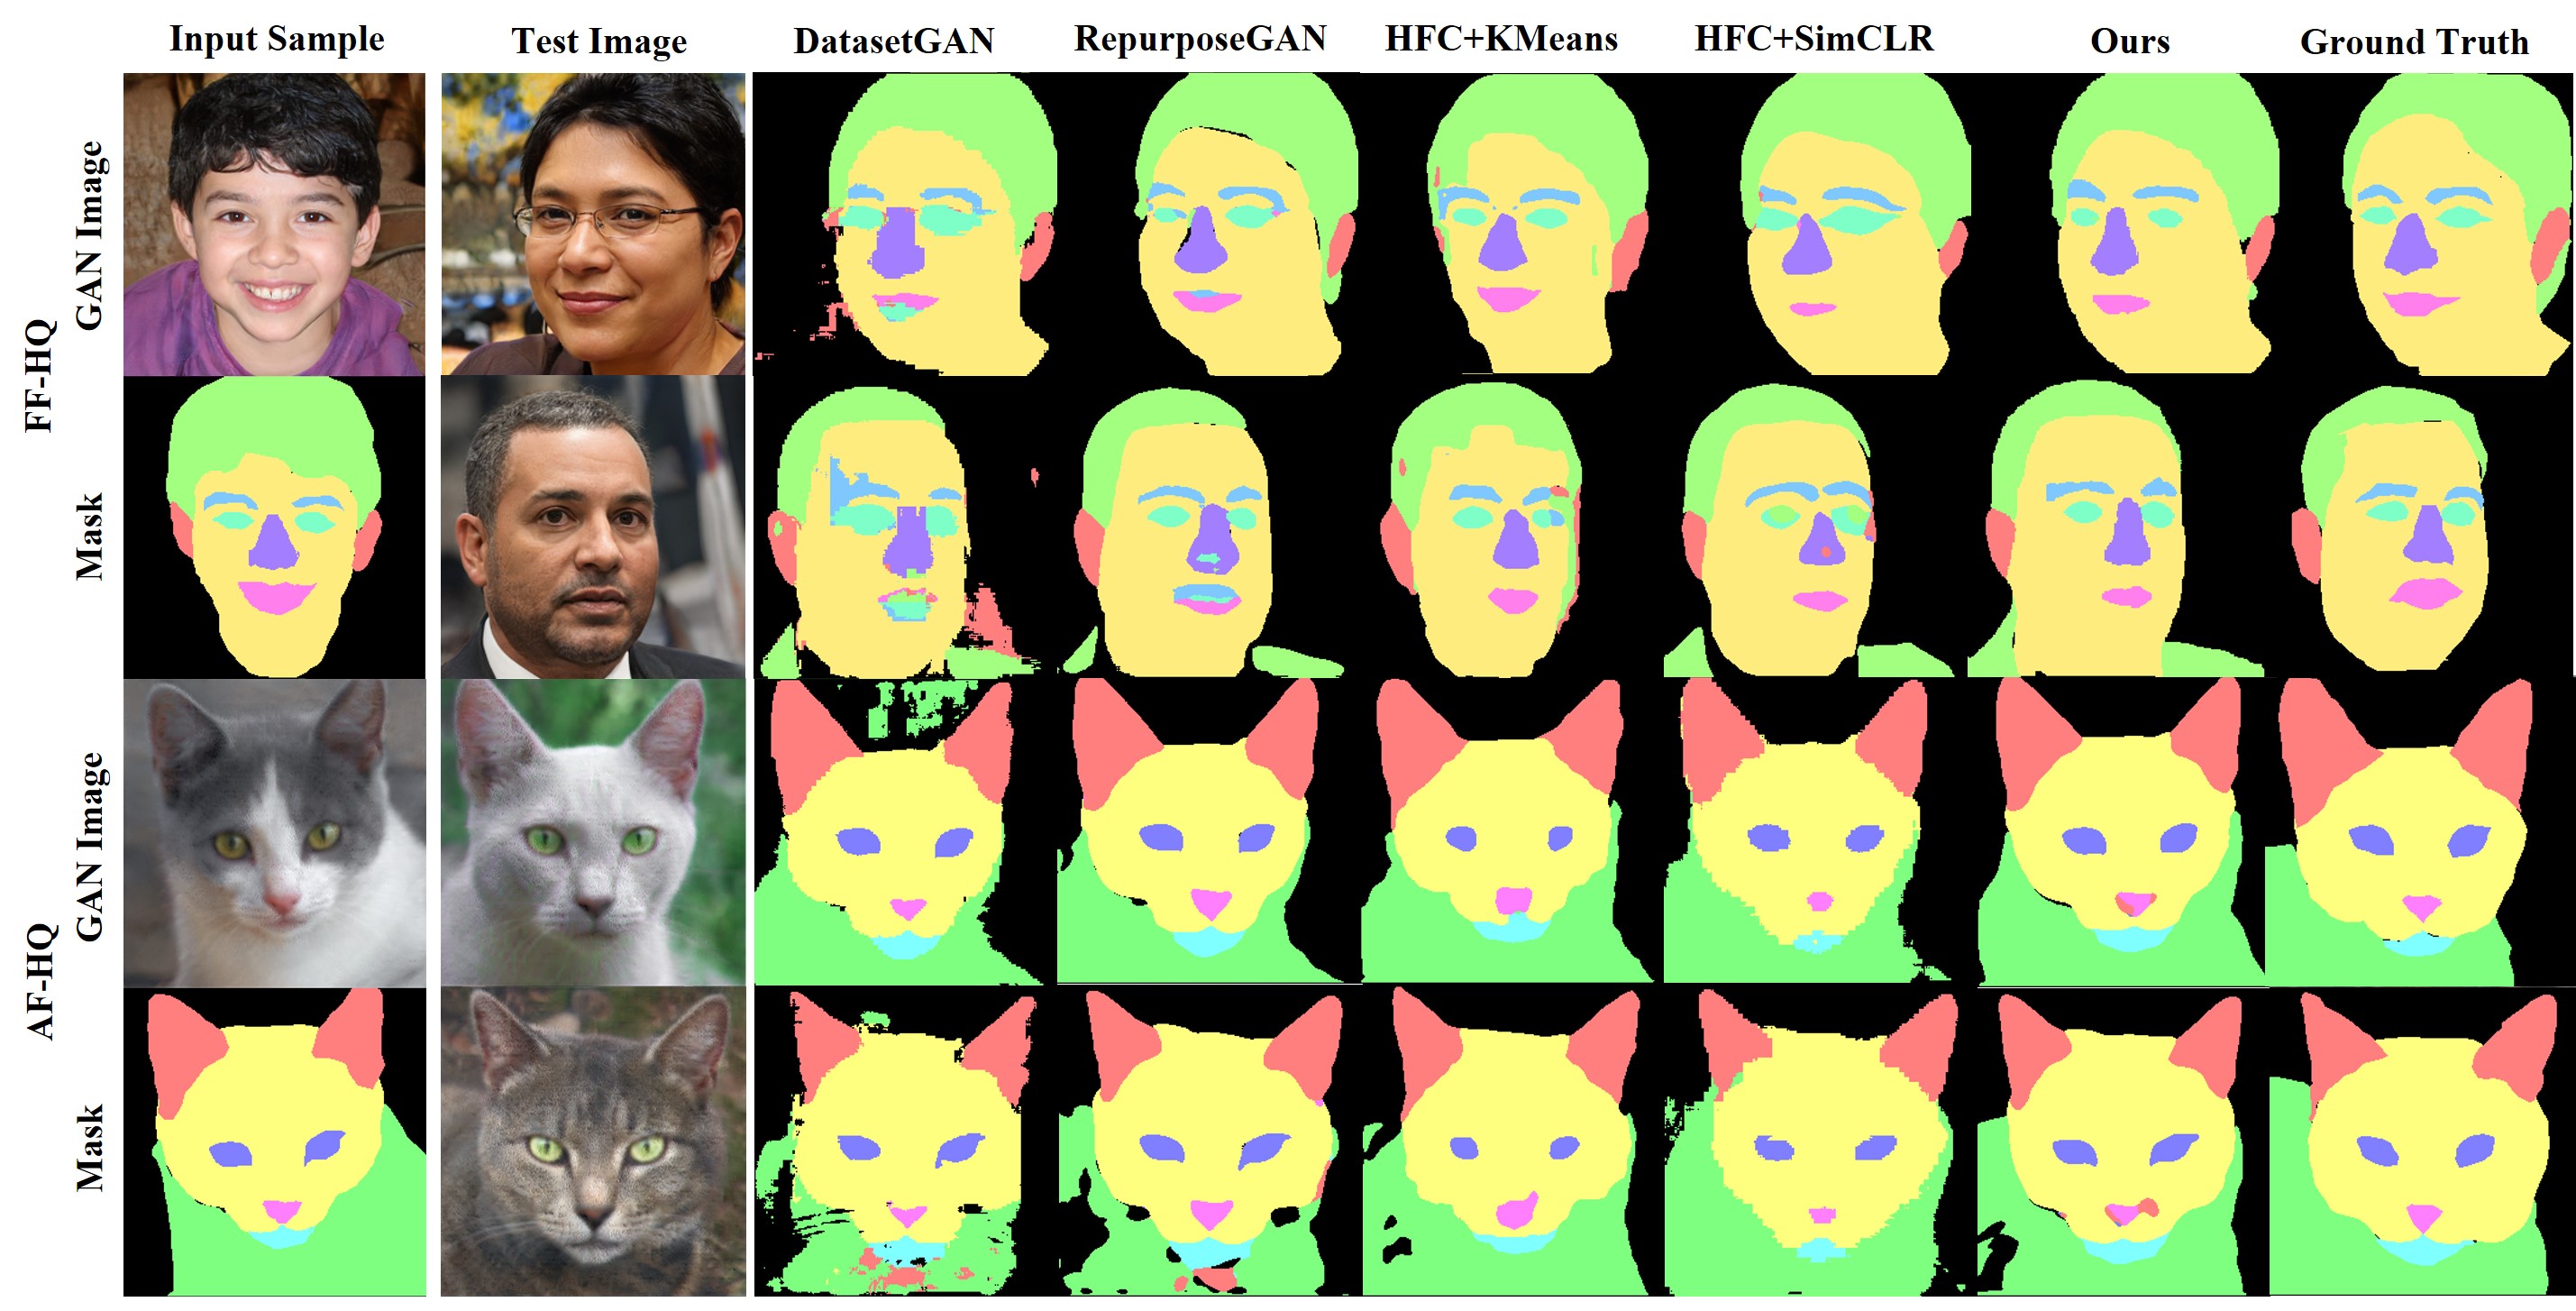 Input Sample
Test Image
DatasetGAN
RepurposeGAN
HFC+KMeans
HFC+SimCLR
Ours
Ground Truth
FF-HQ
GAN Image
Mask
AF-HQ
GAN Image
Mask